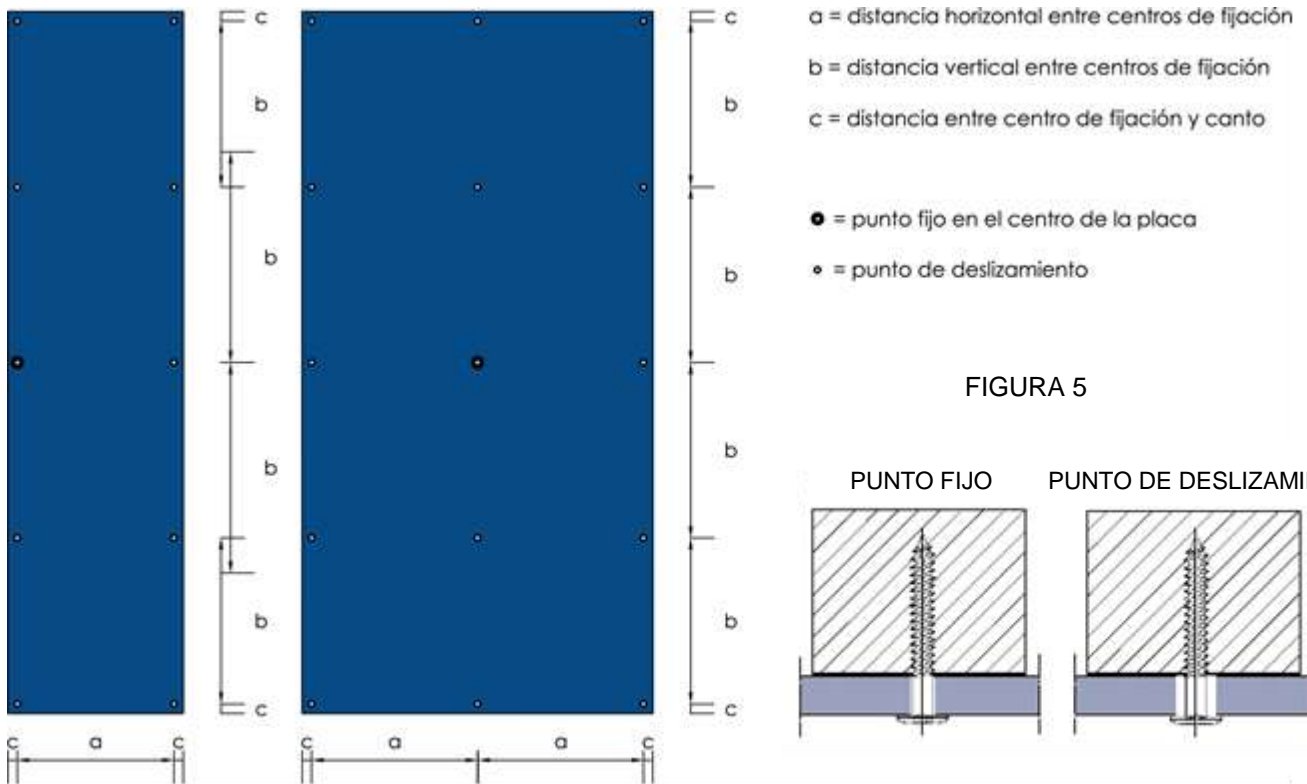 c
b
b
b
b
c
c
a
c
c
b
b
b
b
c
c
a
a
c
a = distancia horizontal entre centros de fijación
b = distancia vertical entre centros de fijación
c = distancia entre centro de fijación y canto
= punto fijo en el centro de la placa
= punto de deslizamiento
FIGURA 5
PUNTO FIJO
PUNTO DE DESLIZAMI